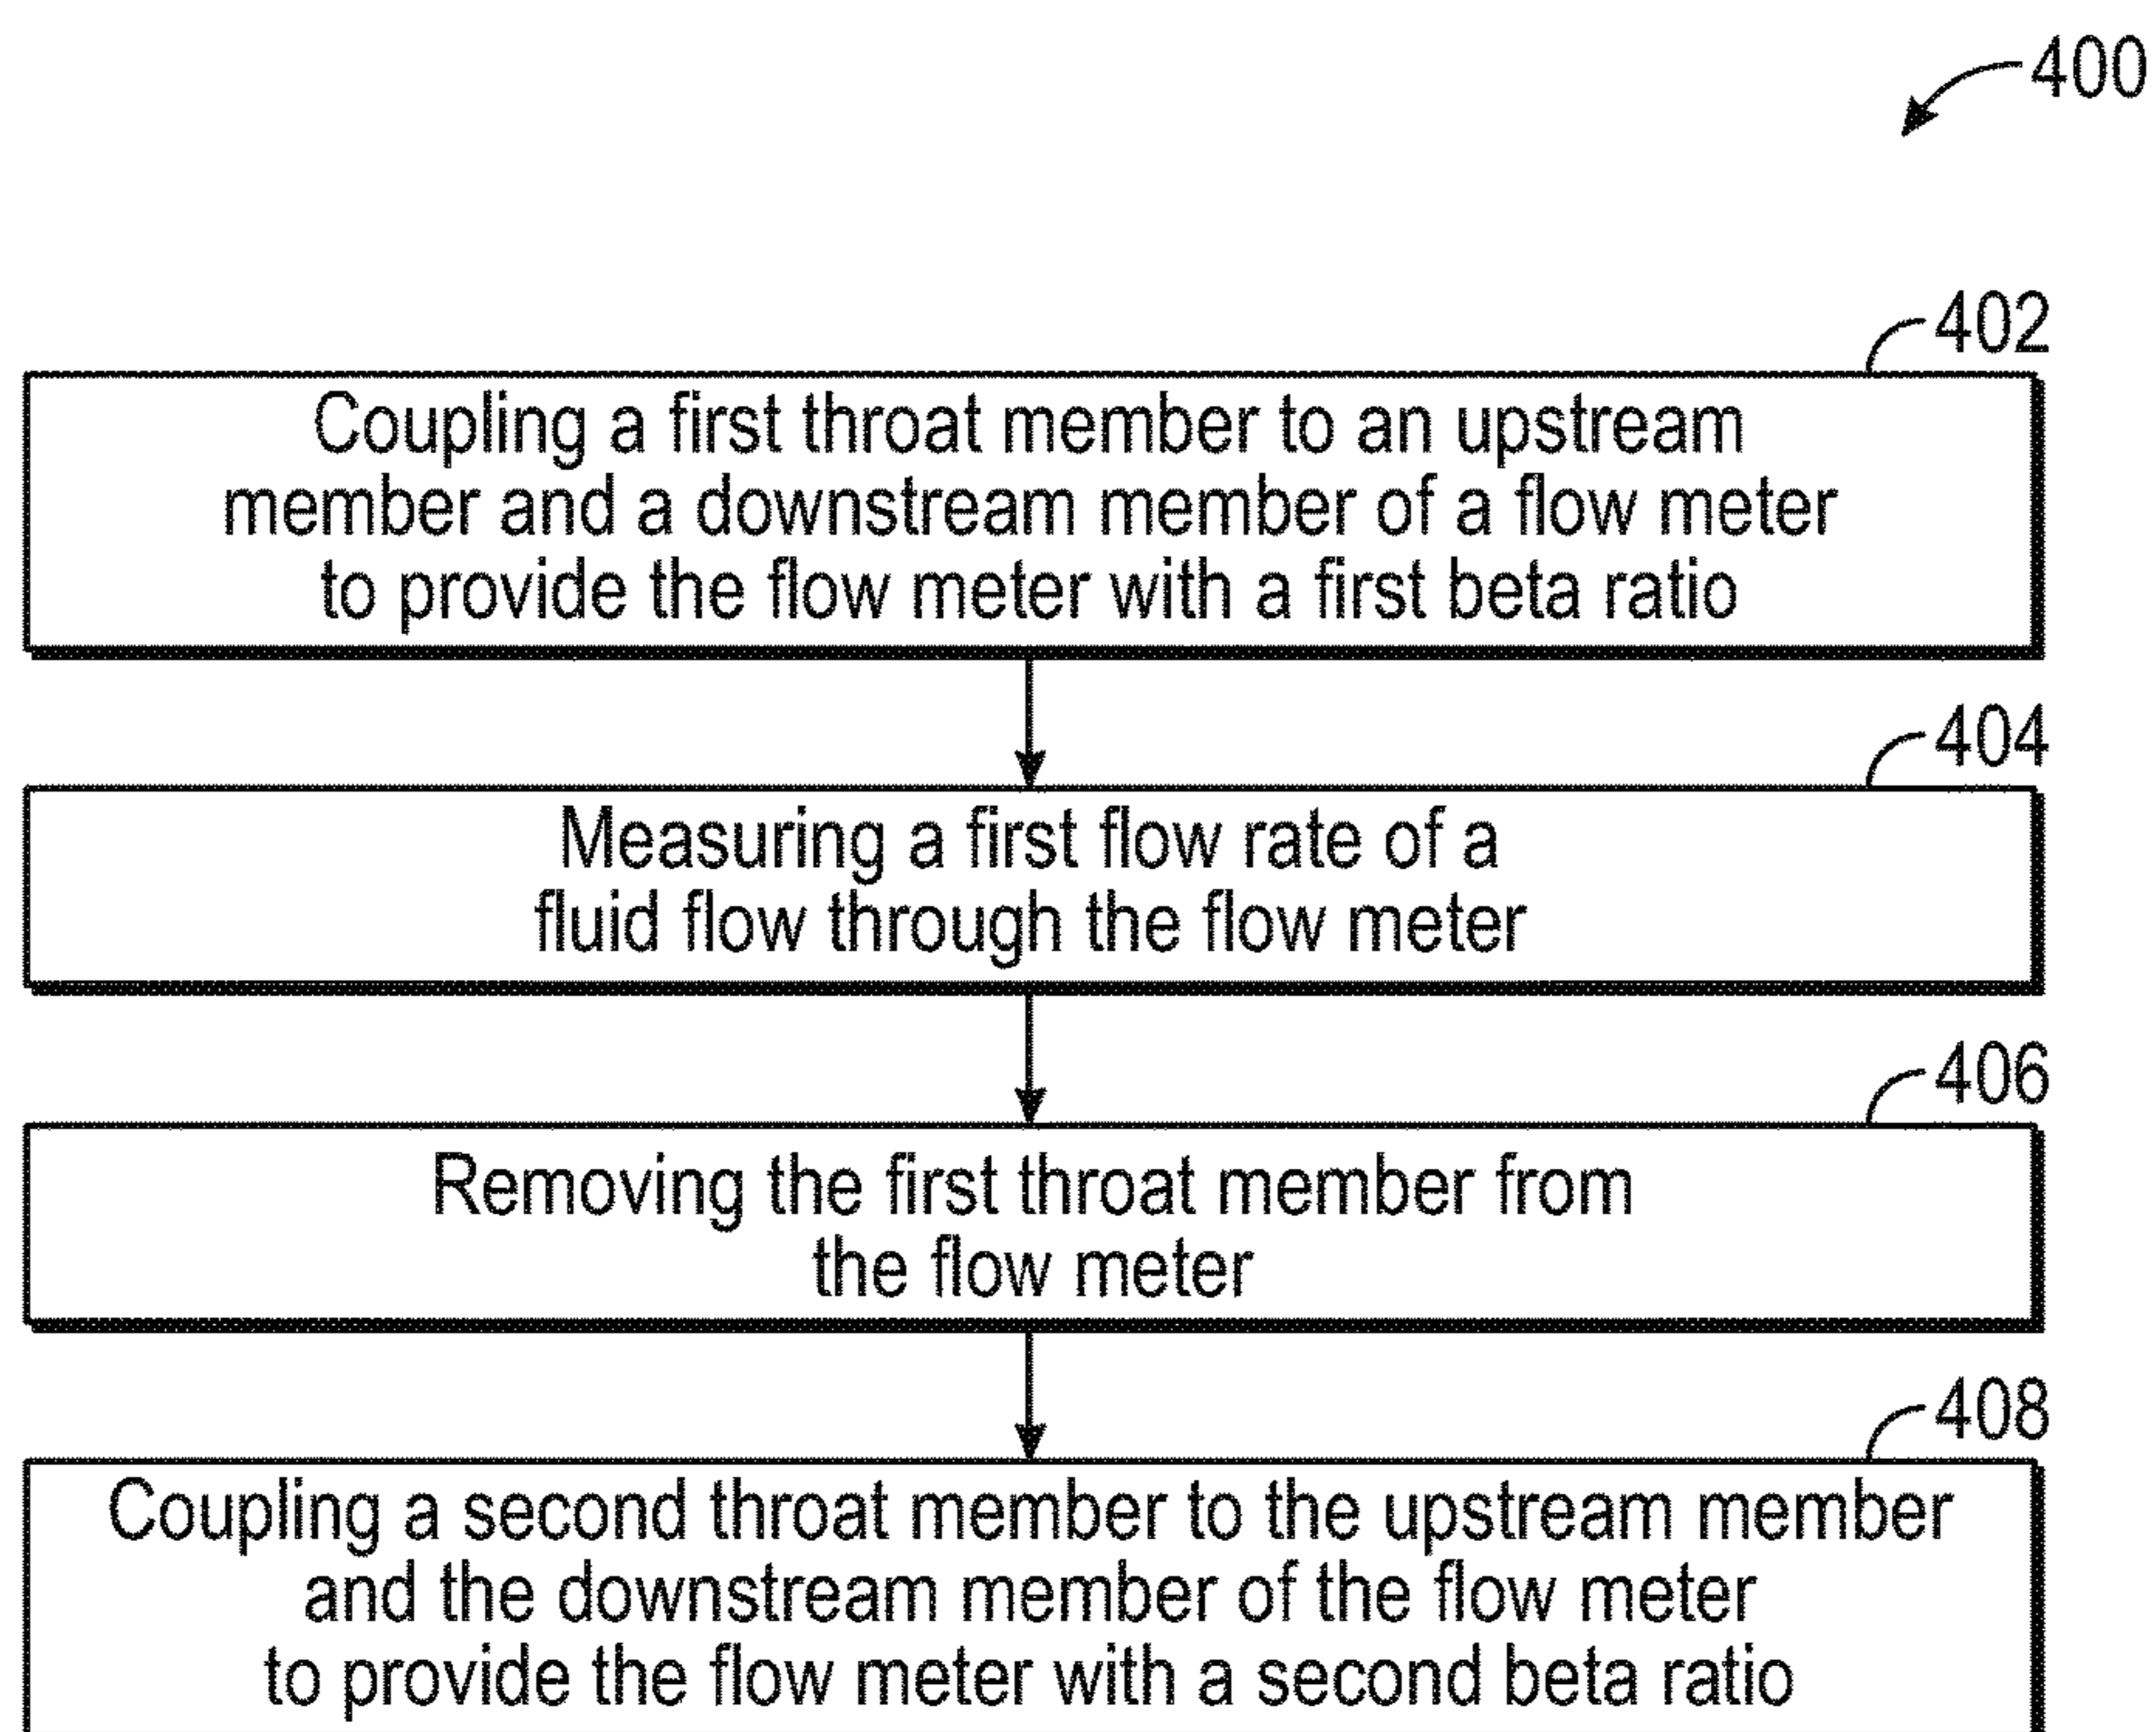 400
402
Coupling a first throat member to an upstream
member and a downstream member of a flow meter
to provide the flow meter with a first beta ratio
404
Measuring a first flow rate of a
fluid flow through the flow meter
406
Removing the first throat member from
the flow meter
408
Coupling a second throat member to the upstream member
and the downstream member of the flow meter
to provide the flow meter with a second beta ratio